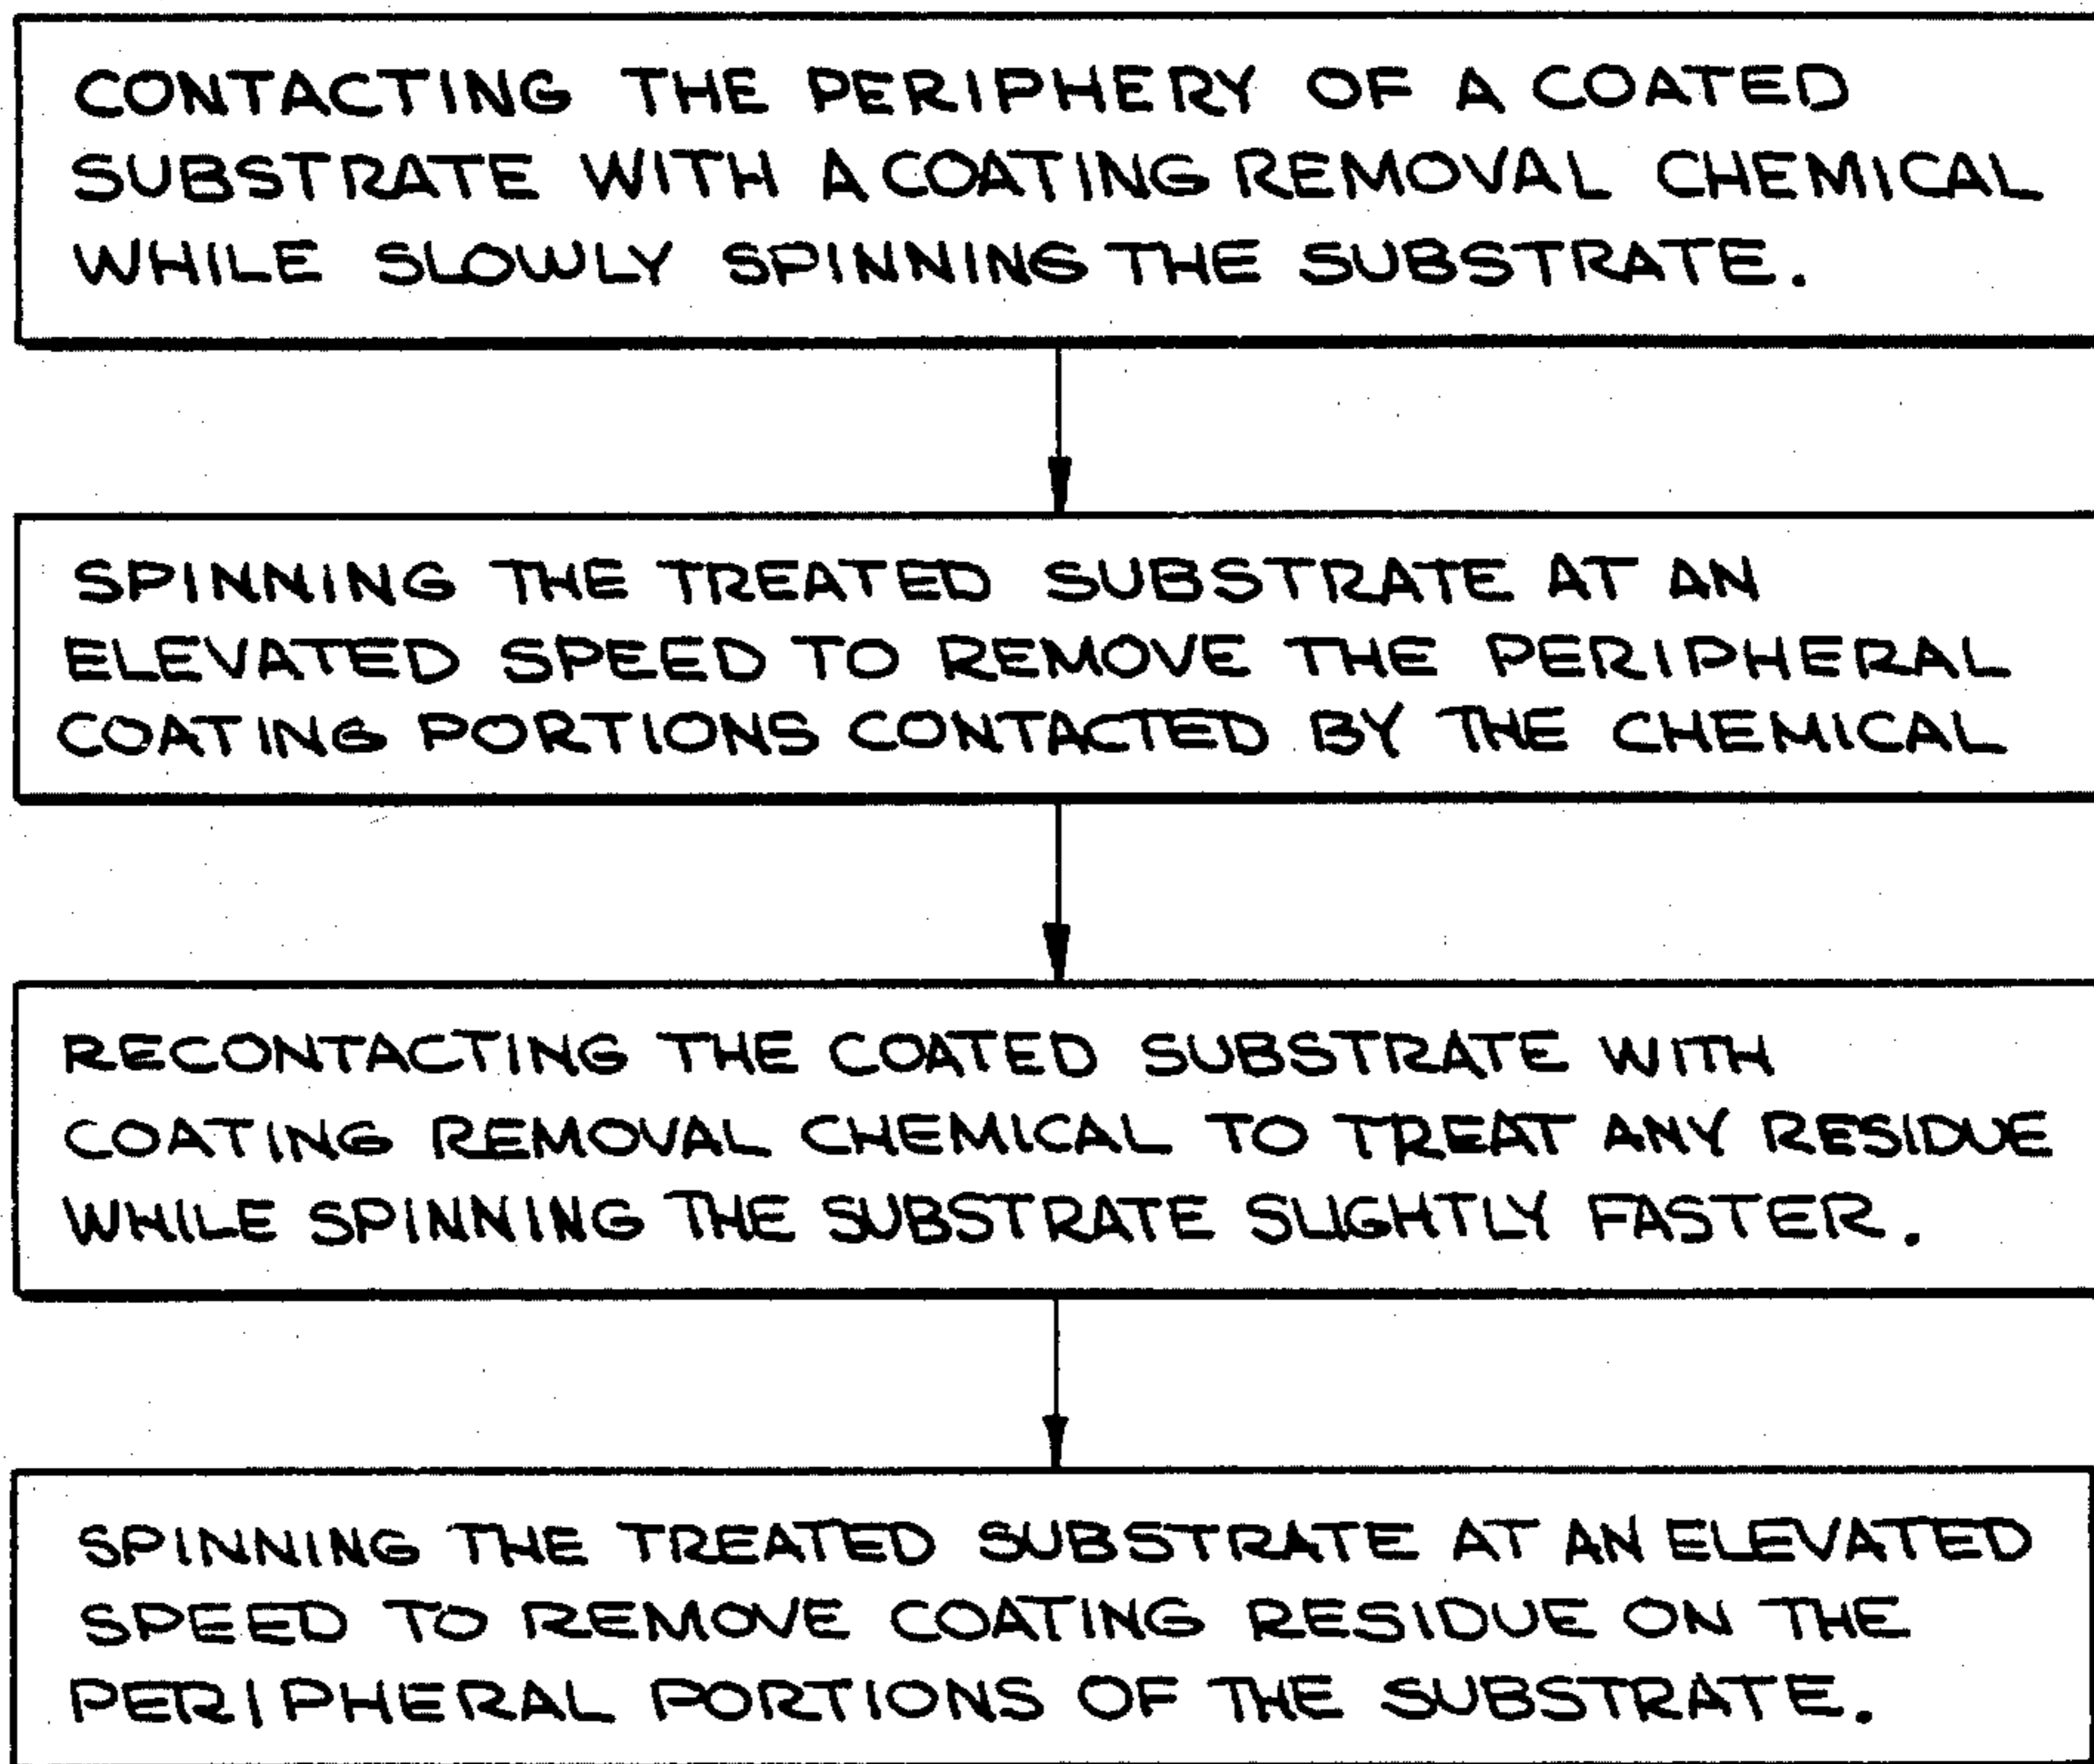 CONTACTING THE PERIPHERY OF A COATED
SUBSTRATE WITH A COATING REMOVAL CHEMICAL
WHILE SLOWLY SPINNING THE SUBSTRATE.
SPINNING THE TREATED SUBSTRATE AT AN
ELEVATED SPEED TO REMOVE THE PERIPHERAL
COATING PORTIONS CONTACTED BY THE CHEMICAL
RECONTACTING THE COATED SUBSTRATE WITH
COATING REMOVAL CHEMICAL TO TREAT ANY RESIDUE
WHILE SPINNING THE SUBSTRATE SLIGHTLY FASTER.
SPINNING THE TREATED SUBSTRATE AT AN ELEVATED
SPEED TO REMOVE COATING RESIDUE ON THE
PERIPHERAL PORTIONS OF THE SUBSTRATE.